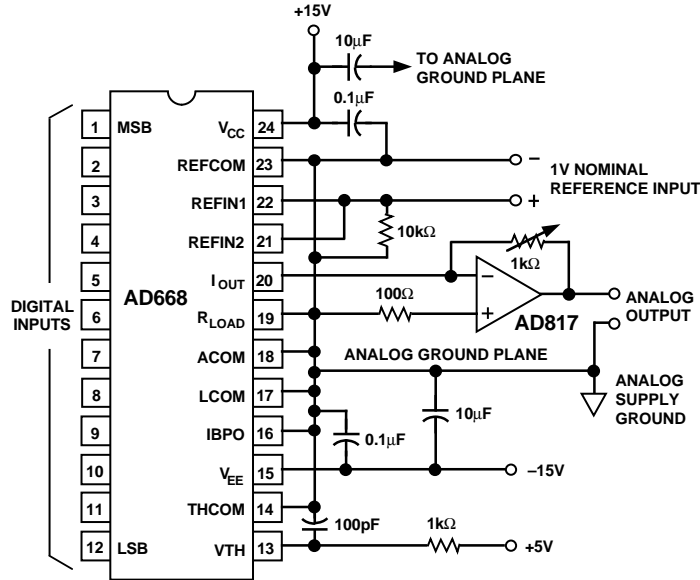 +15V
10µF
TO ANALOG
GROUND PLANE
0.1µF
1 MSB
VCC 24
2
REFCOM 23
–
1V NOMINAL
REFERENCE INPUT
3
REFIN1 22
+
10kΩ
4
REFIN2 21
1kΩ
5
IOUT 20
–
DIGITAL
INPUTS
AD668
100Ω
6
RLOAD 19
+
AD817
ANALOG
OUTPUT
7
ACOM 18
ANALOG GROUND PLANE
8
LCOM 17
ANALOG
SUPPLY
GROUND
10µF
9
IBPO 16
0.1µF
10
VEE 15
–15V
11
THCOM 14
100pF
1kΩ
12 LSB
VTH 13
+5V